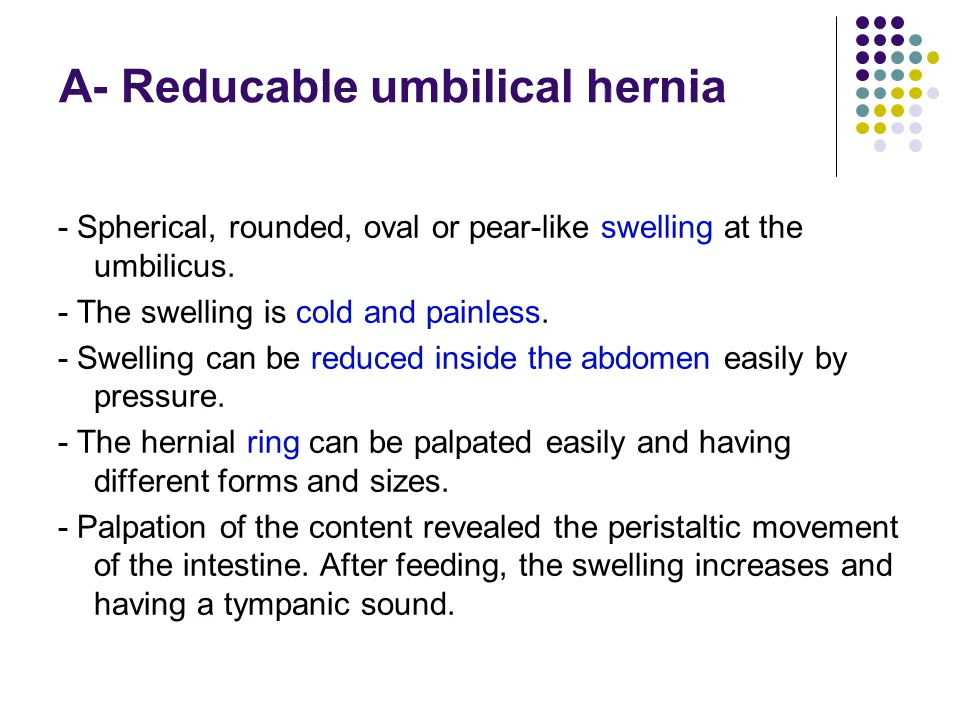 A- Reducable umbilical hernia
- Spherical, rounded, oval or pear-like swelling at the
umbilicus.
- The swelling is cold and painless.
- Swelling can be reduced inside the abdomen easily by
pressure.
- The hernial ring can be palpated easily and having
different forms and sizes.
- Palpation of the content revealed the peristaltic movement
of the intestine. After feeding, the swelling increases and
having a tympanic sound.